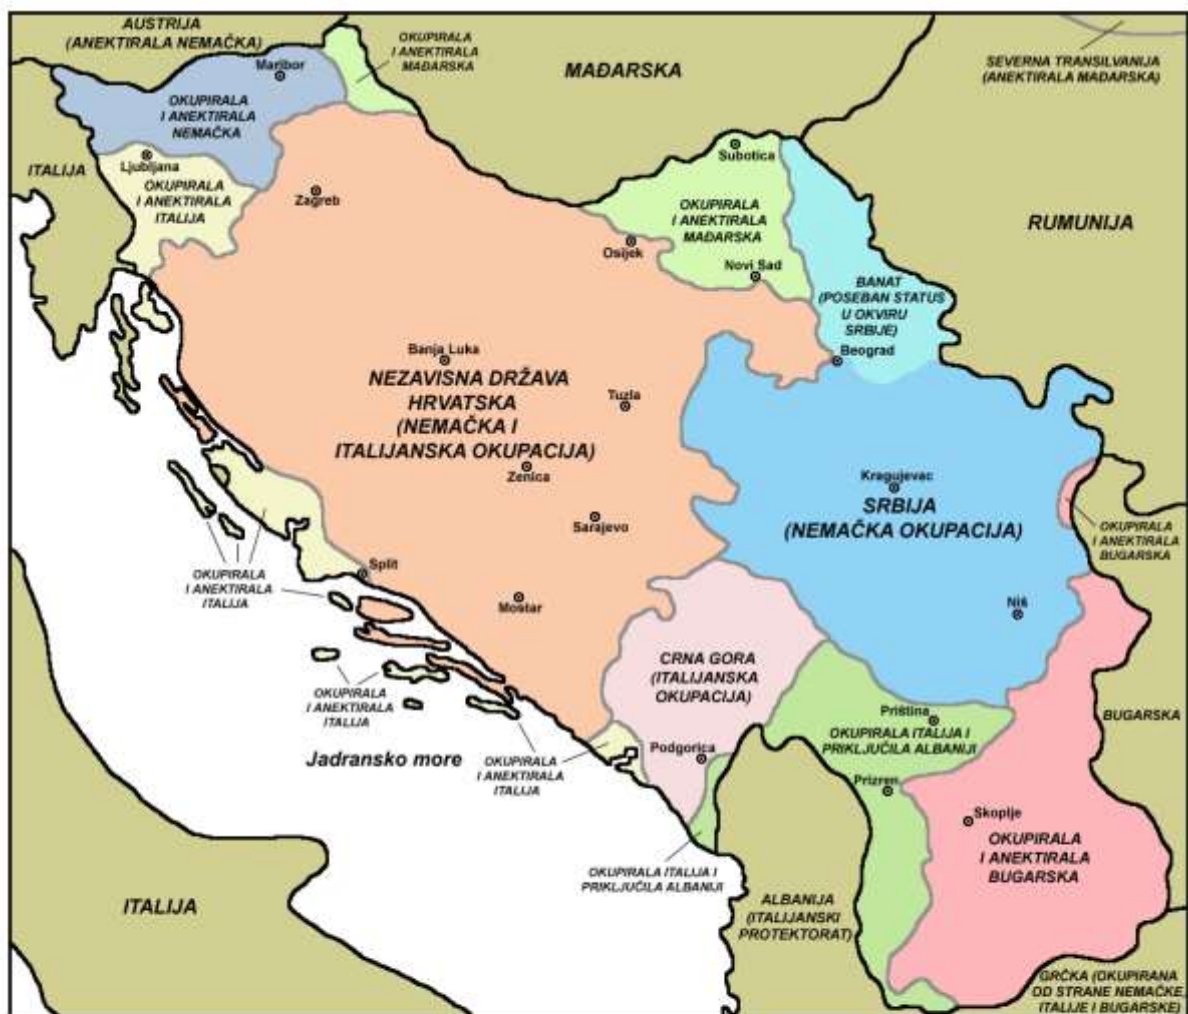 AUSTRIJA
(ANEKTIRALA NEMAČKA)
OKUPIRALA
I ANEKTIRALA
MAĐARSKA
MAĐARSKA
SEVERNA TRANSILVANIJA
(ANEKTIRALA MAĐARSKA)
Maribor
OKUPIRALA
I ANEKTIRALA
NEMAČKA
ITALIJA
Ljubljana
OKUPIRALA
I ANEKTIRALA
ITALIJA
Zagreb
Subotica
OKUPIRALA
I ANEKTIRALA
MAĐARSKA
Osijek
Novi Sad
RUMUNIJA
BANAT
(POSEBAN STATUS
U OKVIRU
SRBIJE)
Beograd
Banja Luka
NEZAVISNA DRŽAVA
HRVATSKA
(NEMAČKA I
ITALIJANSKA OKUPACIJA)
Tuzla
Zenica
Sarajevo
Kragujevac
SRBIJA
(NEMAČKA OKUPACIJA)
OKUPIRALA
I ANEKTIRALA
BUGARSKA
OKUPIRALA
I ANEKTIRALA
ITALIJA
Split
Mostar
Niš
CRNA GORA
(ITALIJANSKA
OKUPACIJA)
OKUPIRALA
I ANEKTIRALA
ITALIJA
Jadransko more
OKUPIRALA
I ANEKTIRALA
ITALIJA
Podgorica
Priština
OKUPIRALA ITALIJA I
PRIKLJUČILA ALBANIJI
BUGARSKA
Prizren
Skoplje
OKUPIRALA
I ANEKTIRALA
BUGARSKA
OKUPIRALA ITALIJA I
PRIKLJUČILA ALBANIJI
ITALIJA
ALBANIJA
(ITALIJANSKI
PROTEKTORAT)
GRČKA (OKUPIRANA
OD STRANE NEMAČKE,
ITALIJE I BUGARSKE)